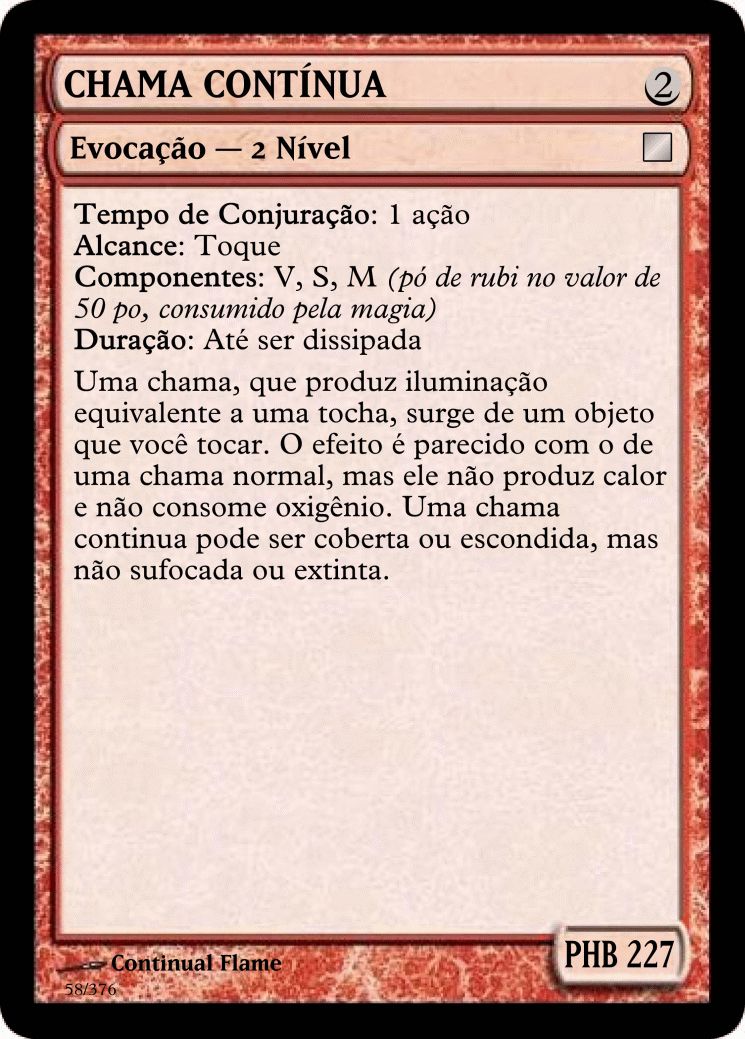 CHAMA CONTÍNUA 2
Evocação — 2 Nível
Tempo de Conjuração: 1 ação
Alcance: Toque
Componentes: V, S, M (pó de rubi no valor de
50 po, consumido pela magia)
Duração: Até ser dissipada
Uma chama, que produz iluminação
equivalente a uma tocha, surge de um objeto
que você tocar. O efeito é parecido com o de
uma chama normal, mas ele não produz calor
e não consome oxigênio. Uma chama
continua pode ser coberta ou escondida, mas
não sufocada ou extinta.
PHB 227
Continual Flame
58/376